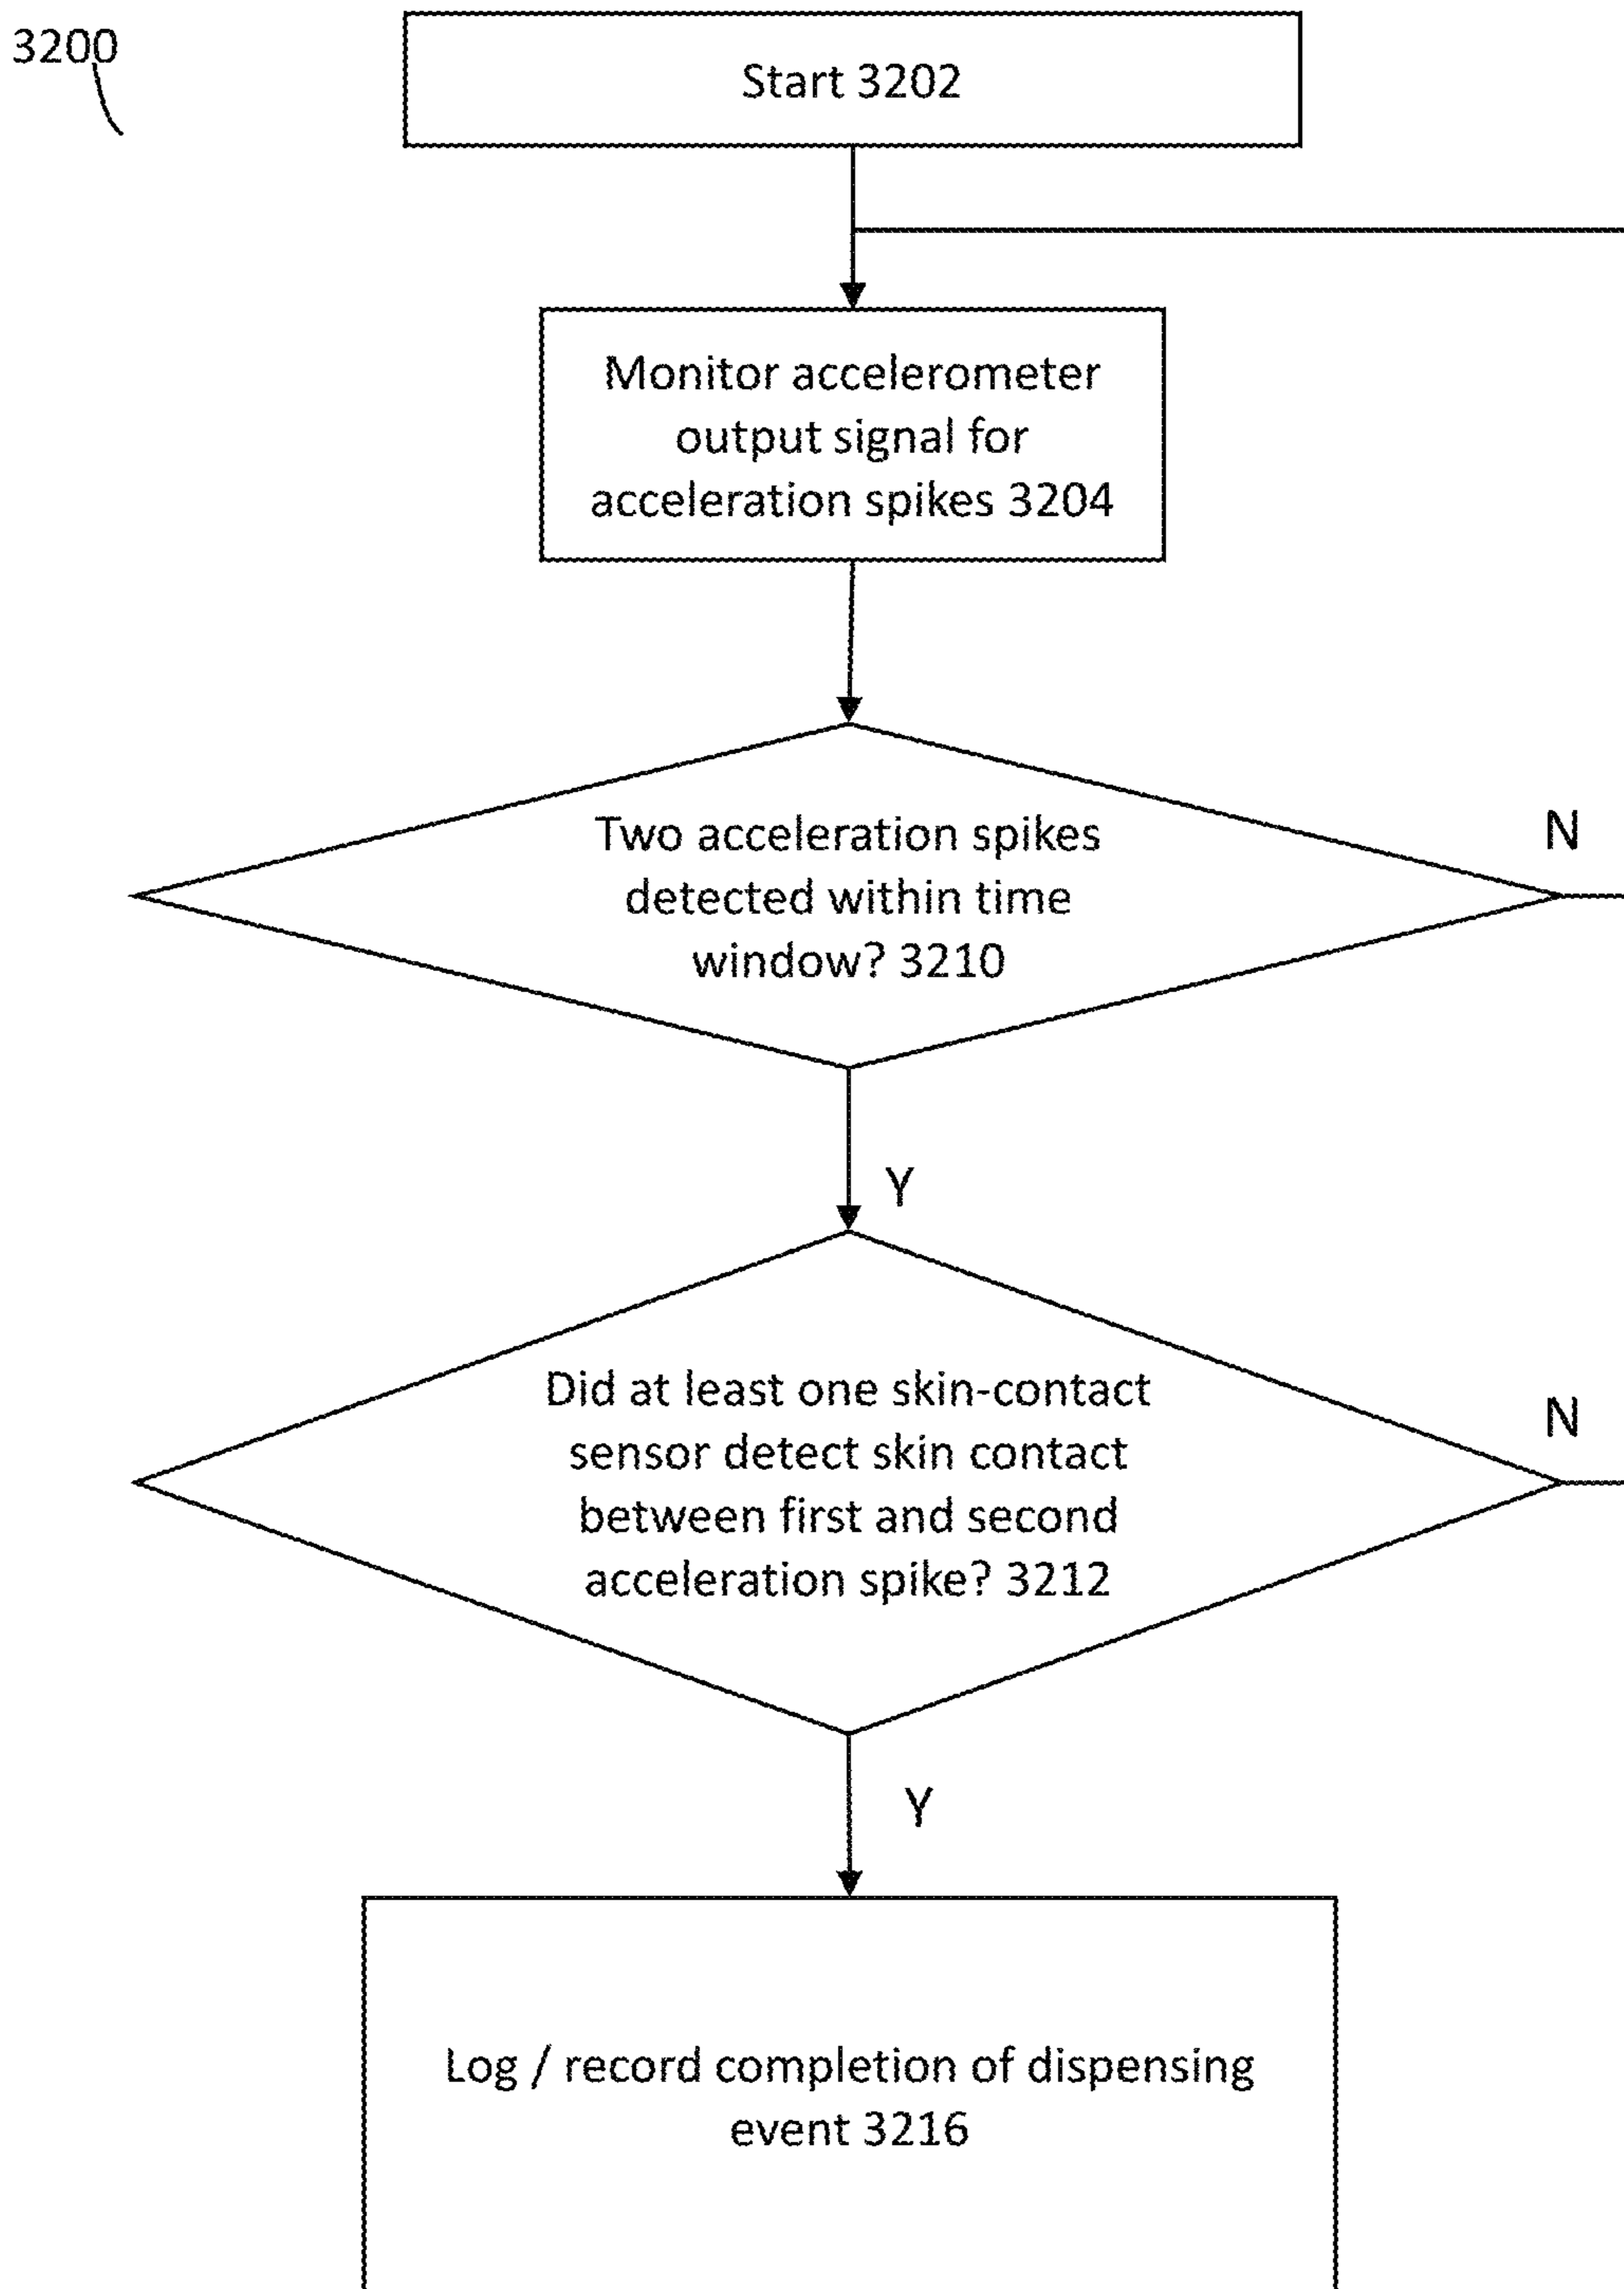 3200
Start 3202
Monitor accelerometer
output signal for
acceleration spikes 3204
Two acceleration spikes
detected within time
window? 3210
N
Y
Did at least one skin-contact
sensor detect skin contact
between first and second
acceleration spike? 3212
N
Y
Log / record completion of dispensing
event 3216